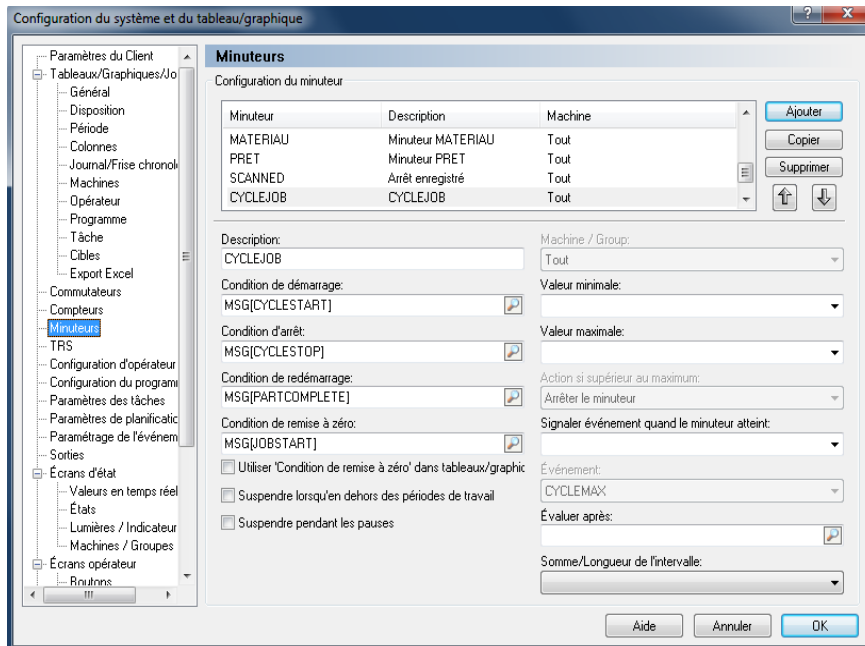 Configuration du système et du tableau/graphique
Paramètres du Client
Tableaux/Graphiques/Jo
Général
Disposition
Période
Colonnes
Journal/Frise chronol
Machines
Opérateur
Programme
Tâche
Cibles
Export Excel
Commutateurs
Compteurs
Minuteurs
TRS
Configuration d'opérateur
Configuration du programm
Paramètres des tâches
Paramètres de planificatic
Paramétrage de l'événem
Sorties
Écrans d'état
Valeurs en temps réel
États
Lumières / Indicateur
Machines / Groupes
Écrans opérateur
Boutons
Minuteurs
Configuration du minuteur
Minuteur Description Machine
MATERIAU Minuteur MATERIAU Tout
PRET Minuteur PRET Tout
SCANNED Arrêt enregistré Tout
CYCLEJOB CYCLEJOB Tout
Ajouter
Copier
Supprimer
Description:
CYCLEJOB
Condition de démarrage:
MSG[CYCLESTART]
Condition d'arrêt:
MSG[CYCLESTOP]
Condition de redémarrage:
MSG[PARTCOMPLETE]
Condition de remise à zéro:
MSG[JOBSTART]
Utiliser 'Condition de remise à zéro' dans tableaux/graphic
Suspendre lorsqu'en dehors des périodes de travail
Suspendre pendant les pauses
Machine / Group:
Tout
Valeur minimale:
Valeur maximale:
Action si supérieur au maximum:
Arrêter le minuteur
Signaler événement quand le minuteur atteint:
Événement:
CYCLEMAX
Évaluer après:
Somme/Longueur de l'intervalle:
Aide
Annuler
OK